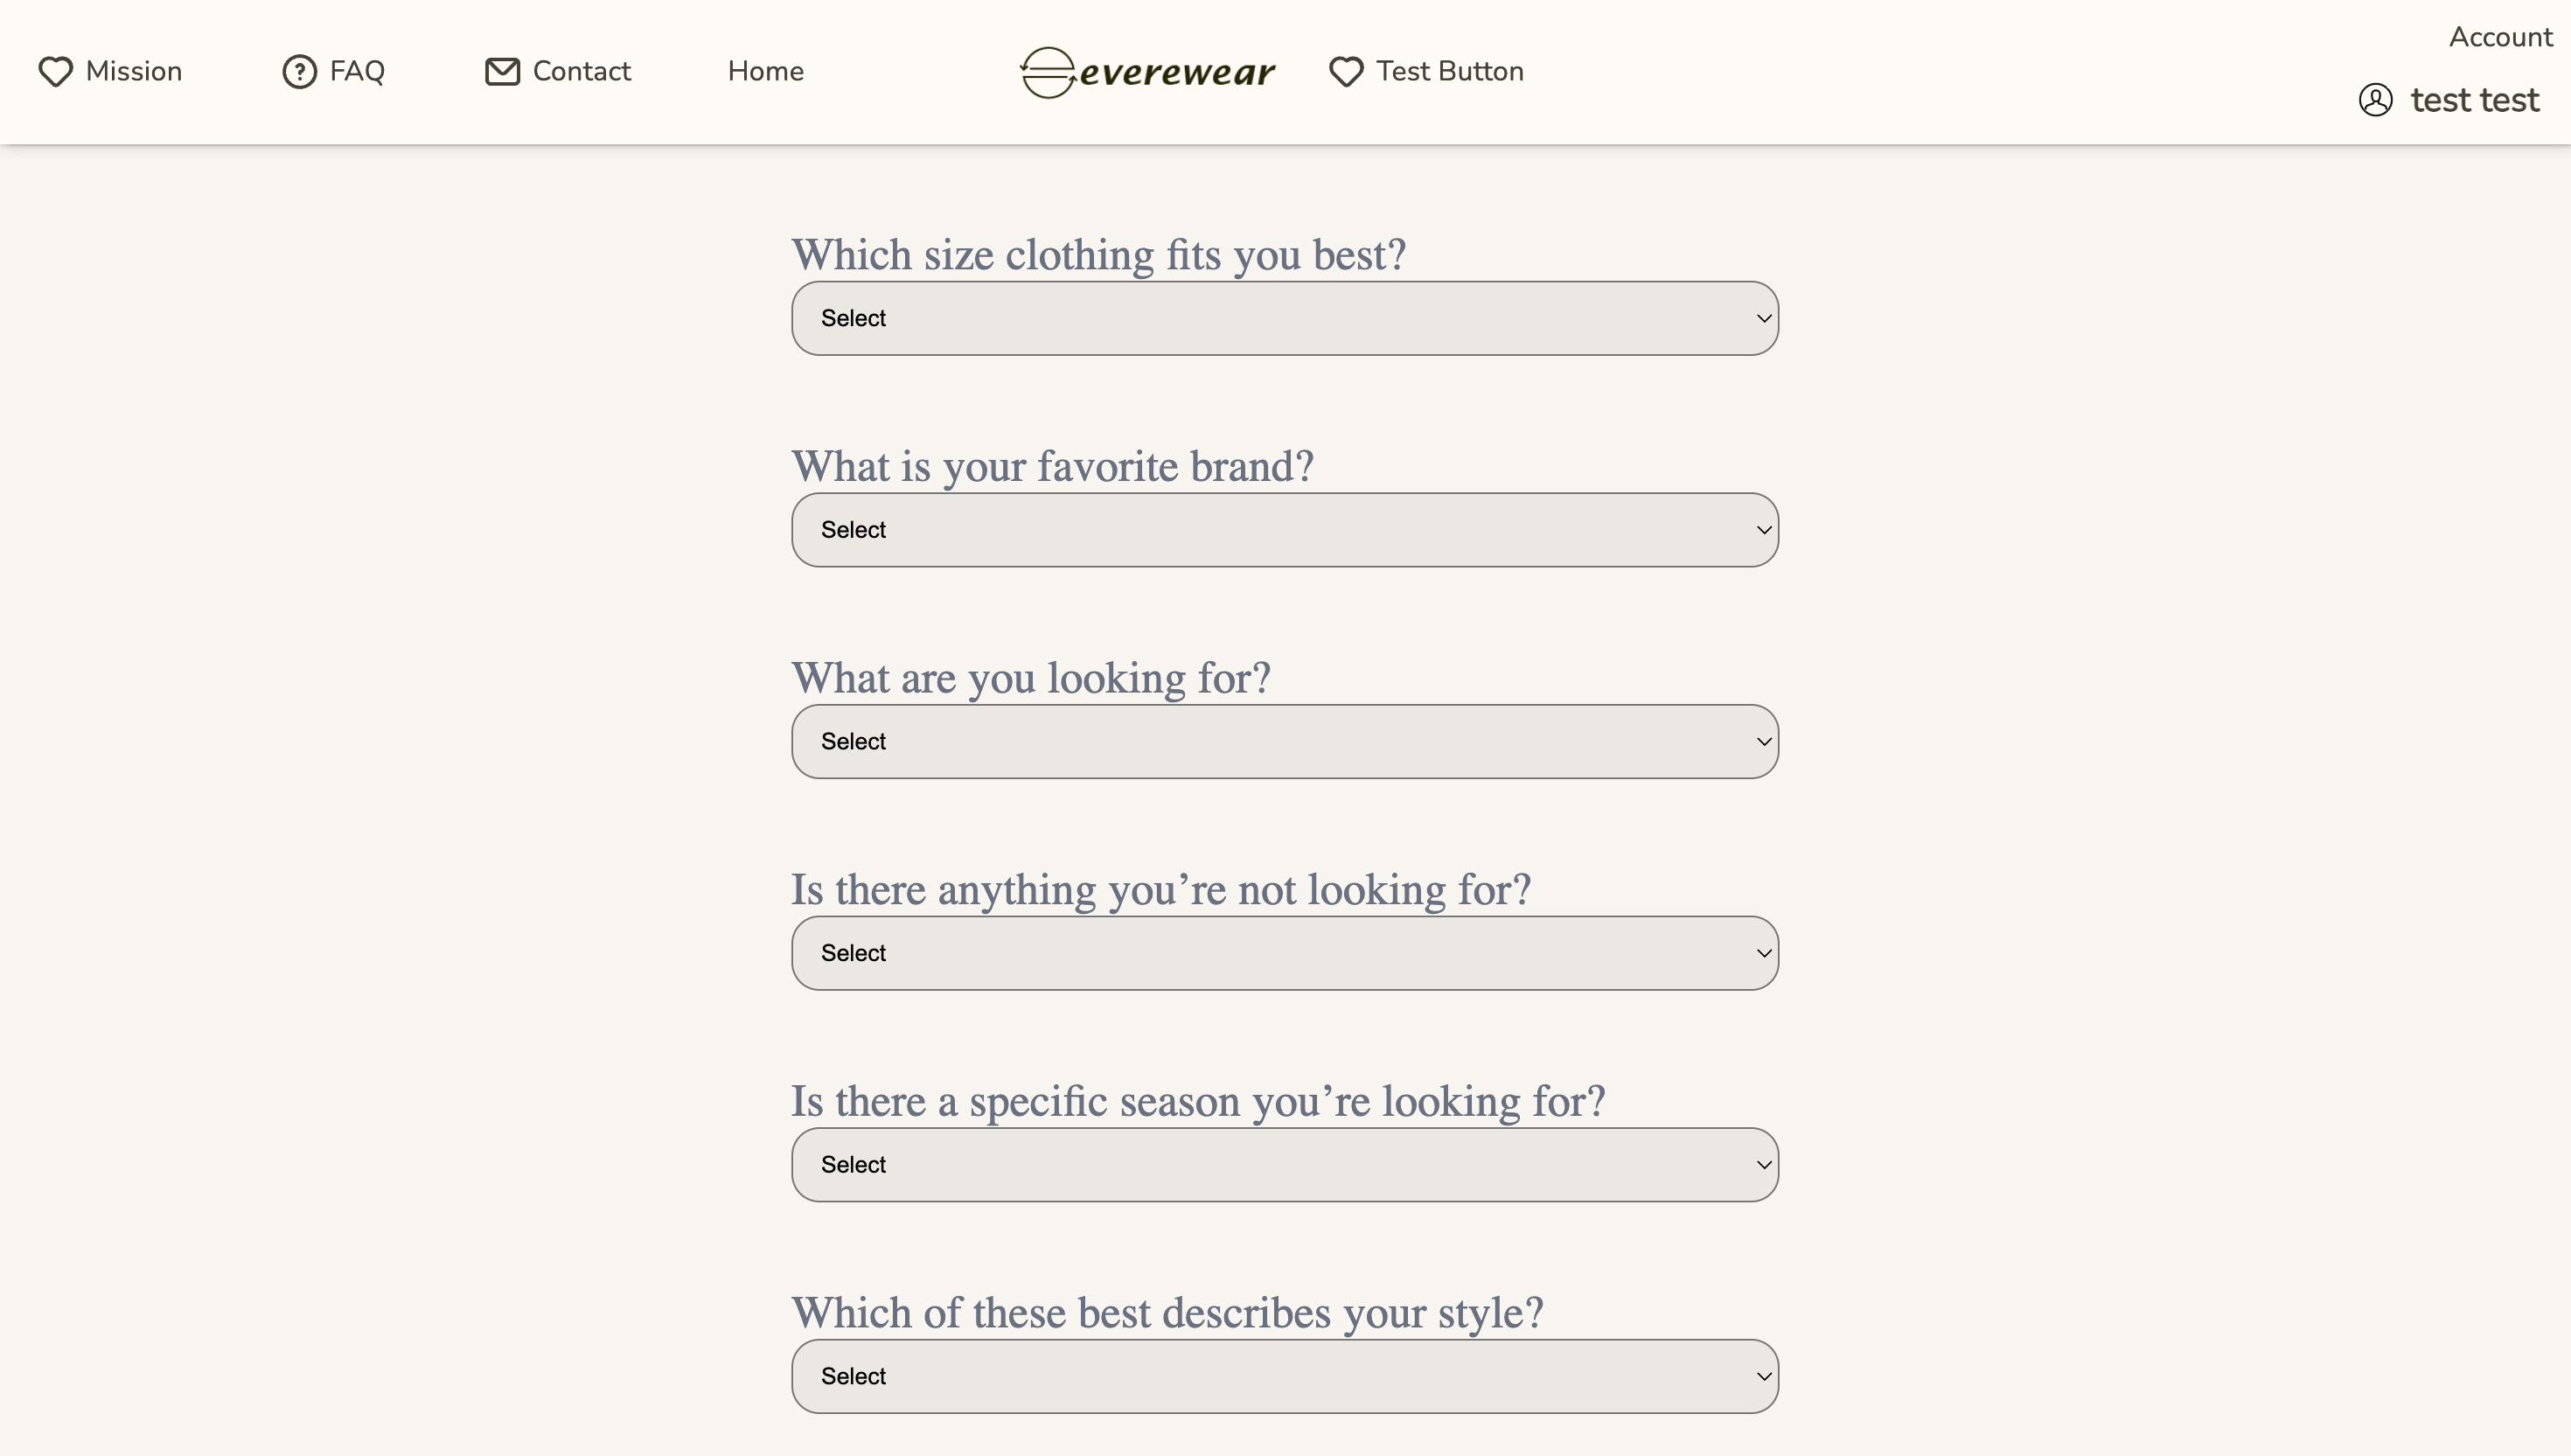 Mission
FAQ
Contact
Home
everewear
Test Button
Account
test test
Which size clothing fits you best?
Select
What is your favorite brand?
Select
What are you looking for?
Select
Is there anything you’re not looking for?
Select
Is there a specific season you’re looking for?
Select
Which of these best describes your style?
Select